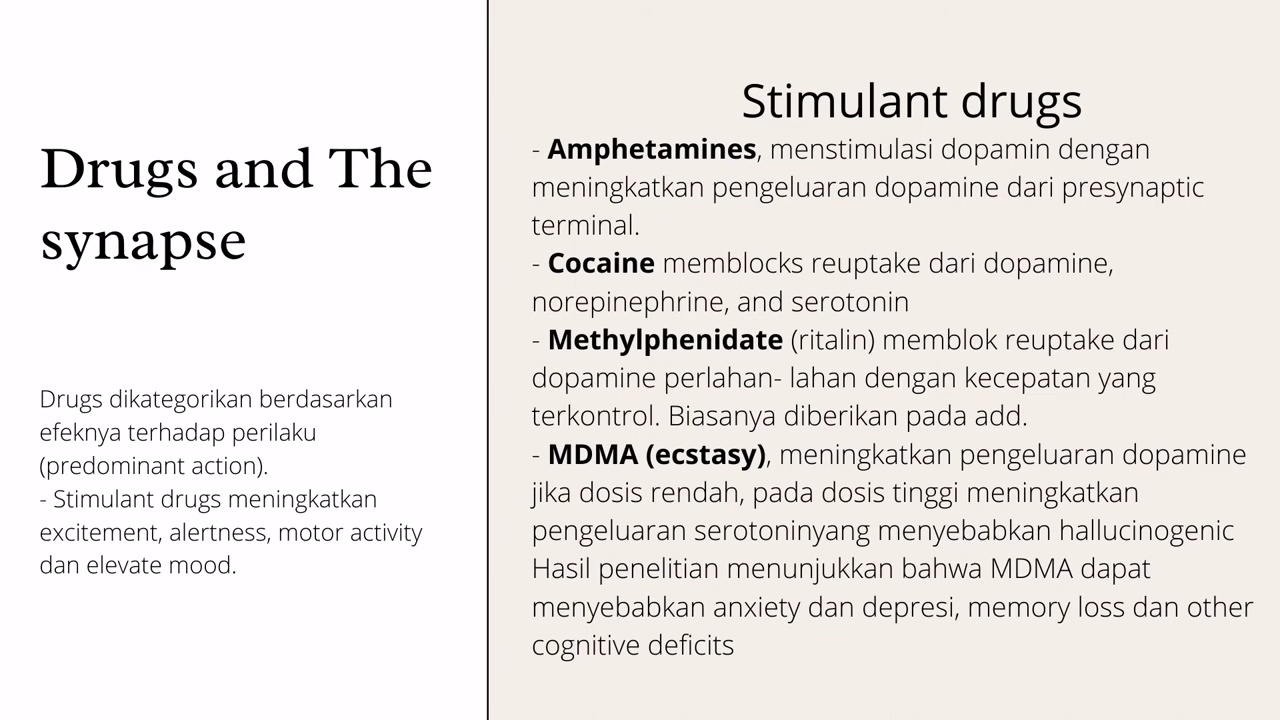 Drugs and The
synapse
Drugs dikategorikan berdasarkan
efeknya terhadap perilaku
(predominant action).
- Stimulant drugs meningkatkan
excitement, alertness, motor activity
dan elevate mood.
Stimulant drugs
- Amphetamines, menstimulasi dopamin dengan
meningkatkan pengeluaran dopamine dari presynaptic
terminal.
- Cocaine memblocks reuptake dari dopamine,
norepinephrine, and serotonin
- Methylphenidate (ritalin) memblok reuptake dari
dopamine perlahan- lahan dengan kecepatan yang
terkontrol. Biasanya diberikan pada add.
- MDMA (ecstasy), meningkatkan pengeluaran dopamine
jika dosis rendah, pada dosis tinggi meningkatkan
pengeluaran serotoninyang menyebabkan hallucinogenic
Hasil penelitian menunjukkan bahwa MDMA dapat
menyebabkan anxiety dan depresi, memory loss dan other
cognitive deficits